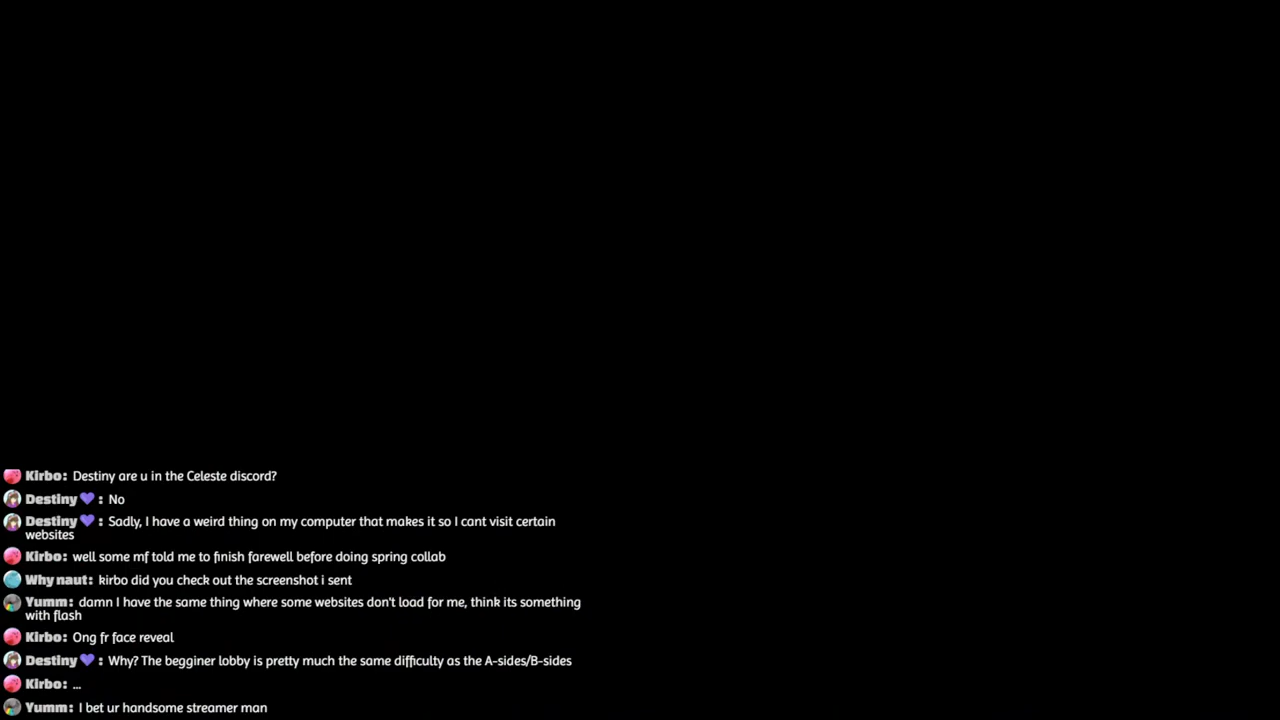 Kirbo: Destiny are u in the Celeste discord?
Destiny💜 : No
Destiny💜 : Sadly, I have a weird thing on my computer that makes it so I cant visit certain
websites
Kirbo: well some mf told me to finish farewell before doing spring collab
Why naut: kirbo did you check out the screenshot i sent
Yumm: damn I have the same thing where some websites don't load for me, think its something
with flash
Kirbo: Ong fr face reveal
Destiny💜 : Why? The begginer lobby is pretty much the same difficulty as the A-sides/B-sides
Kirbo: ...
Yumm: I bet ur handsome streamer man